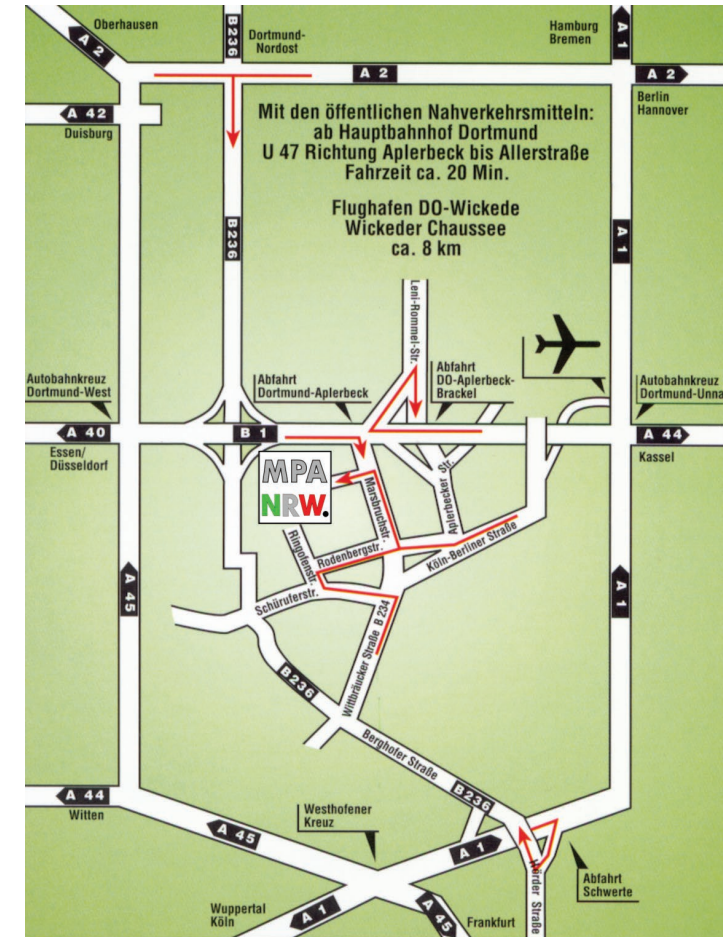 Oberhausen
A 2
B236
Dortmund-
Nordost
A 2
Hamburg
Bremen
A 1
A 2
Berlin
Hannover
A 42
Duisburg
Mit den öffentlichen Nahverkehrsmitteln:
ab Hauptbahnhof Dortmund
U 47 Richtung Aplerbeck bis Allerstraße
Fahrzeit ca. 20 Min.
Flughafen DO-Wickede
Wickeder Chaussee
ca. 8 km
B236
A 1
Leni-Rommel-Str.
Autobahnkreuz
Dortmund-West
Abfahrt
Dortmund-Aplerbeck
Abfahrt
DO-Aplerbeck-
Brackel
Autobahnkreuz
Dortmund-Unna
A 40
B 1
A 44
Essen/
Düsseldorf
Kassel
MPA
NRW.
Marsbruchstr.
Aplerbecker Str.
Ringofenstr.
Rodenbergstr.
Köln-Berliner Straße
Schüruferstr.
A 45
A 1
Wittbräucker Straße B 234
B236
Berghofer Straße
B236
A 44
Witten
A 45
Westhofener
Kreuz
A 1
Hörder Straße
Abfahrt
Schwerte
Wuppertal
Köln
A 1
A 45
Frankfurt